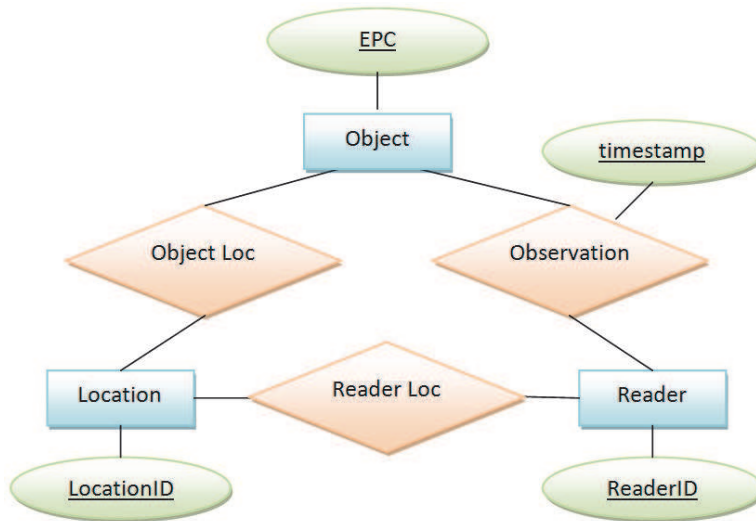 EPC
Object
timestamp
Object Loc
Observation
Location
Reader Loc
Reader
LocationID
ReaderID